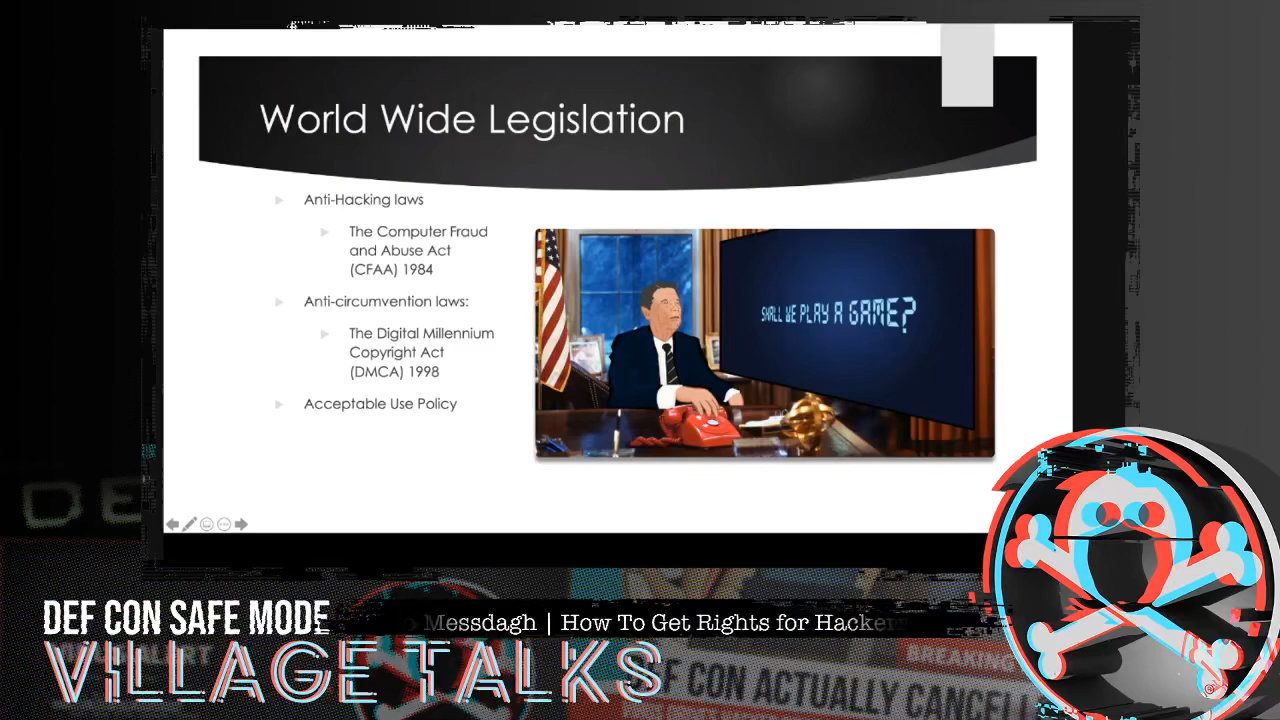 World Wide Legislation
Anti-Hacking laws
The Computer Fraud
and Abuse Act
(CFAA) 1984
Anti-circumvention laws:
The Digital Millennium
Copyright Act
(DMCA) 1998
Acceptable Use Policy
SHALL WE PLAY A GAME?
DEF CON SAFE MODE
Messdagh | How To Get Rights for Hacker
VILLAGE TALKS
BREAKING
DEF CON ACTUALLY CANCELL